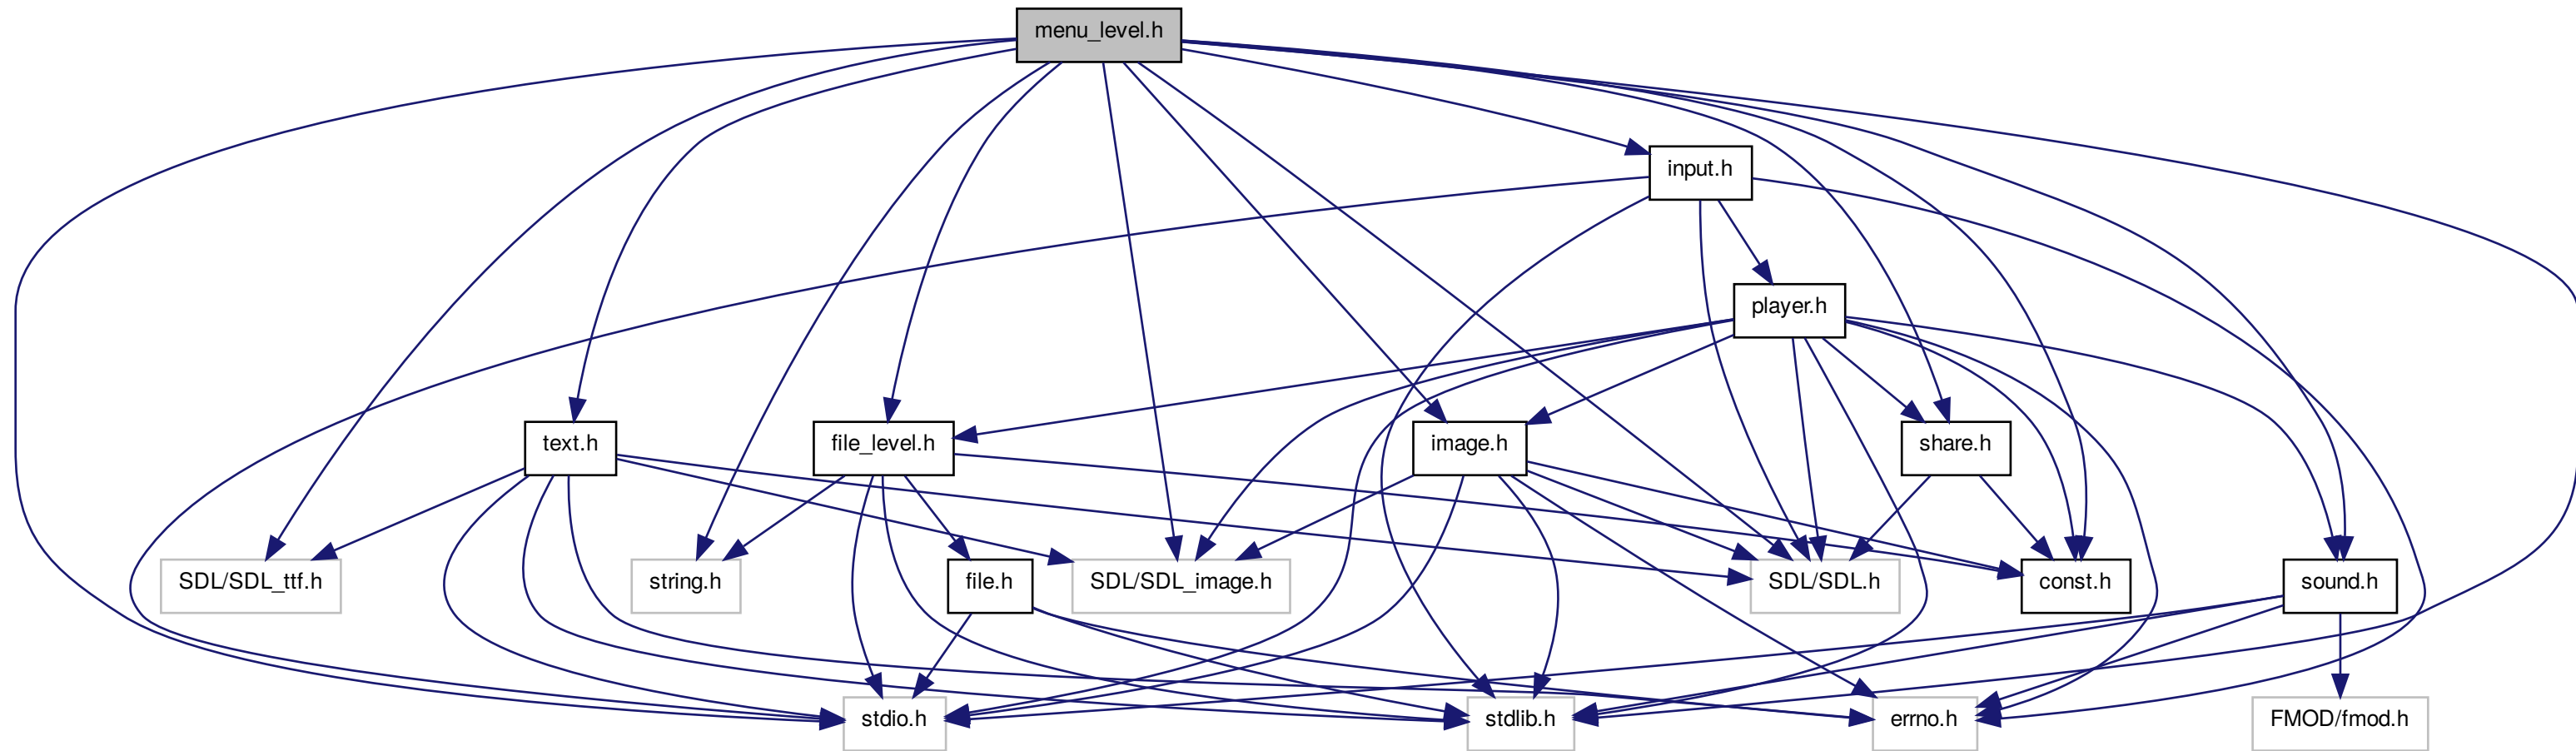 menu_level.h
input.h
player.h
text.h
file_level.h
image.h
share.h
SDL/SDL_ttf.h
string.h
file.h
SDL/SDL_image.h
SDL/SDL.h
const.h
sound.h
stdio.h
stdlib.h
errno.h
FMOD/fmod.h